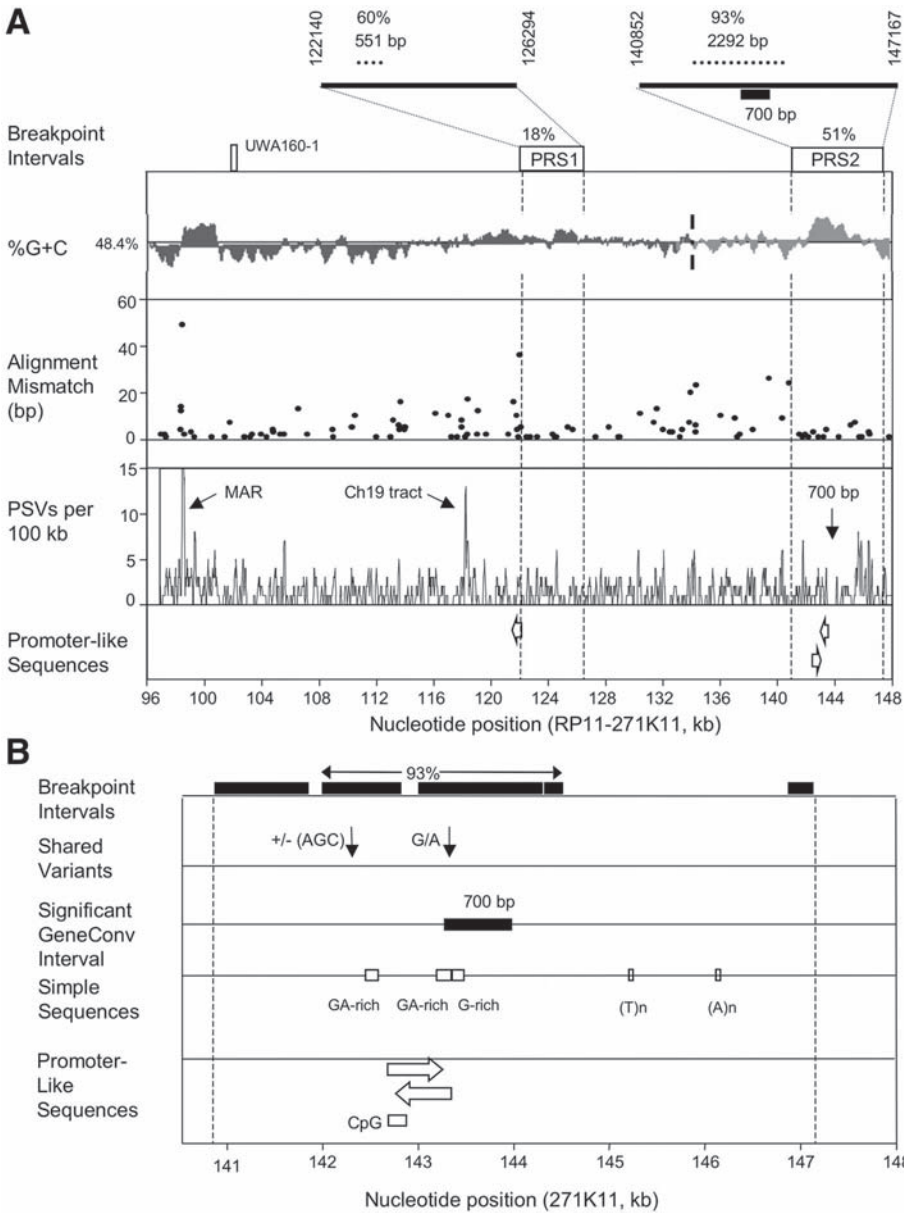 A
122140
60%
551 bp
126294
140852
93%
2292 bp
147167
700 bp
Breakpoint
Intervals
UWA160-1
18%
PRS1
51%
PRS2
%G+C
48.4%
Alignment
Mismatch
(bp)
60
40
20
0
PSVs per
100 kb
15
10
5
0
MAR
Ch19 tract
700 bp
Promoter-like
Sequences
96 100 104 108 112 116 120 124 128 132 136 140 144 148
Nucleotide position (RP11-271K11, kb)
B
Breakpoint
Intervals
93%
Shared
Variants
+/- (AGC)
G/A
Significant
GeneConv
Interval
700 bp
Simple
Sequences
GA-rich GA-rich G-rich (T)n (A)n
Promoter-
Like
Sequences
CpG
141 142 143 144 145 146 147 148
Nucleotide position (271K11, kb)